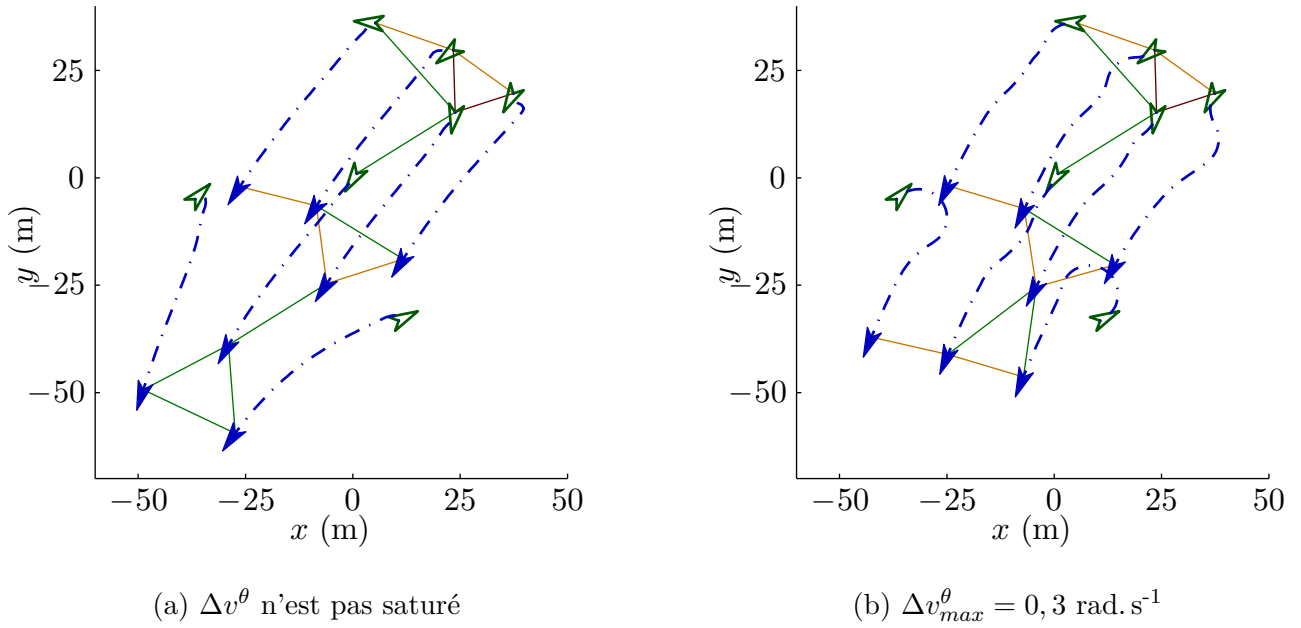 25
0
−25
−50
y (m)
−50 −25 0 25 50
x (m)
(a) Δv^θ n'est pas saturé
25
0
−25
−50
y (m)
−50 −25 0 25 50
x (m)
(b) Δv^θ_max = 0, 3 rad. s⁻¹